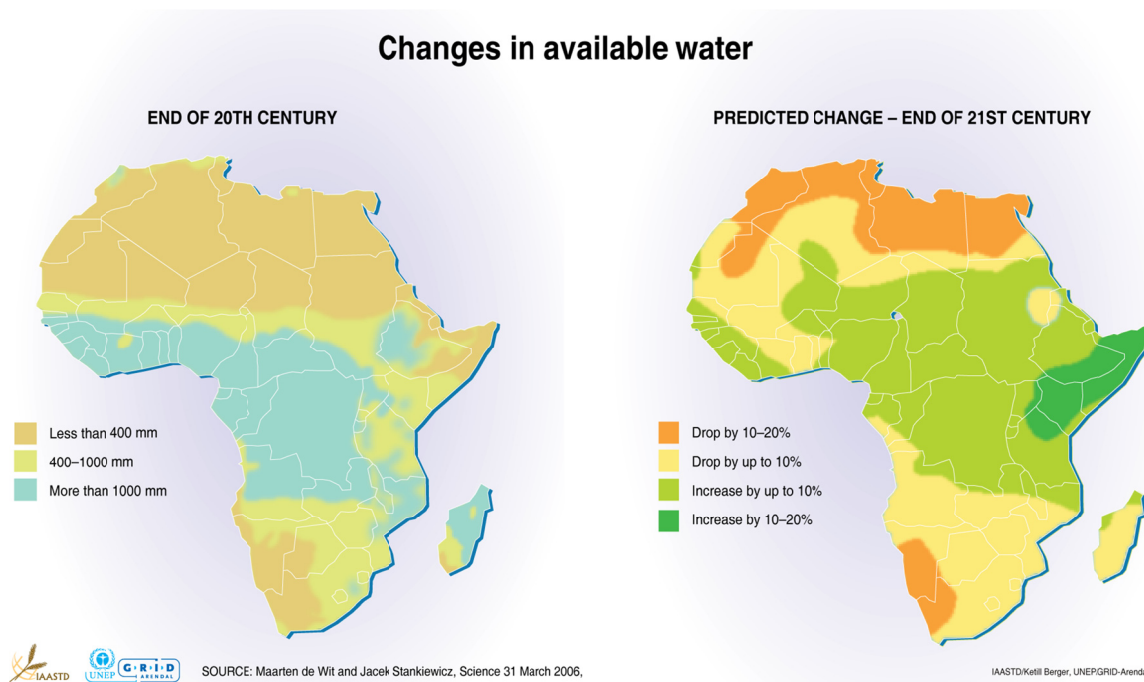 Changes in available water
END OF 20TH CENTURY
Less than 400 mm
400–1000 mm
More than 1000 mm
PREDICTED CHANGE – END OF 21ST CENTURY
Drop by 10–20%
Drop by up to 10%
Increase by up to 10%
Increase by 10–20%
IAASTD
UNEP
G R I D
ARENDAL
SOURCE: Maarten de Wit and Jacek Stankiewicz, Science 31 March 2006,
IAASTD/Ketill Berger, UNEP/GRID-Arenda